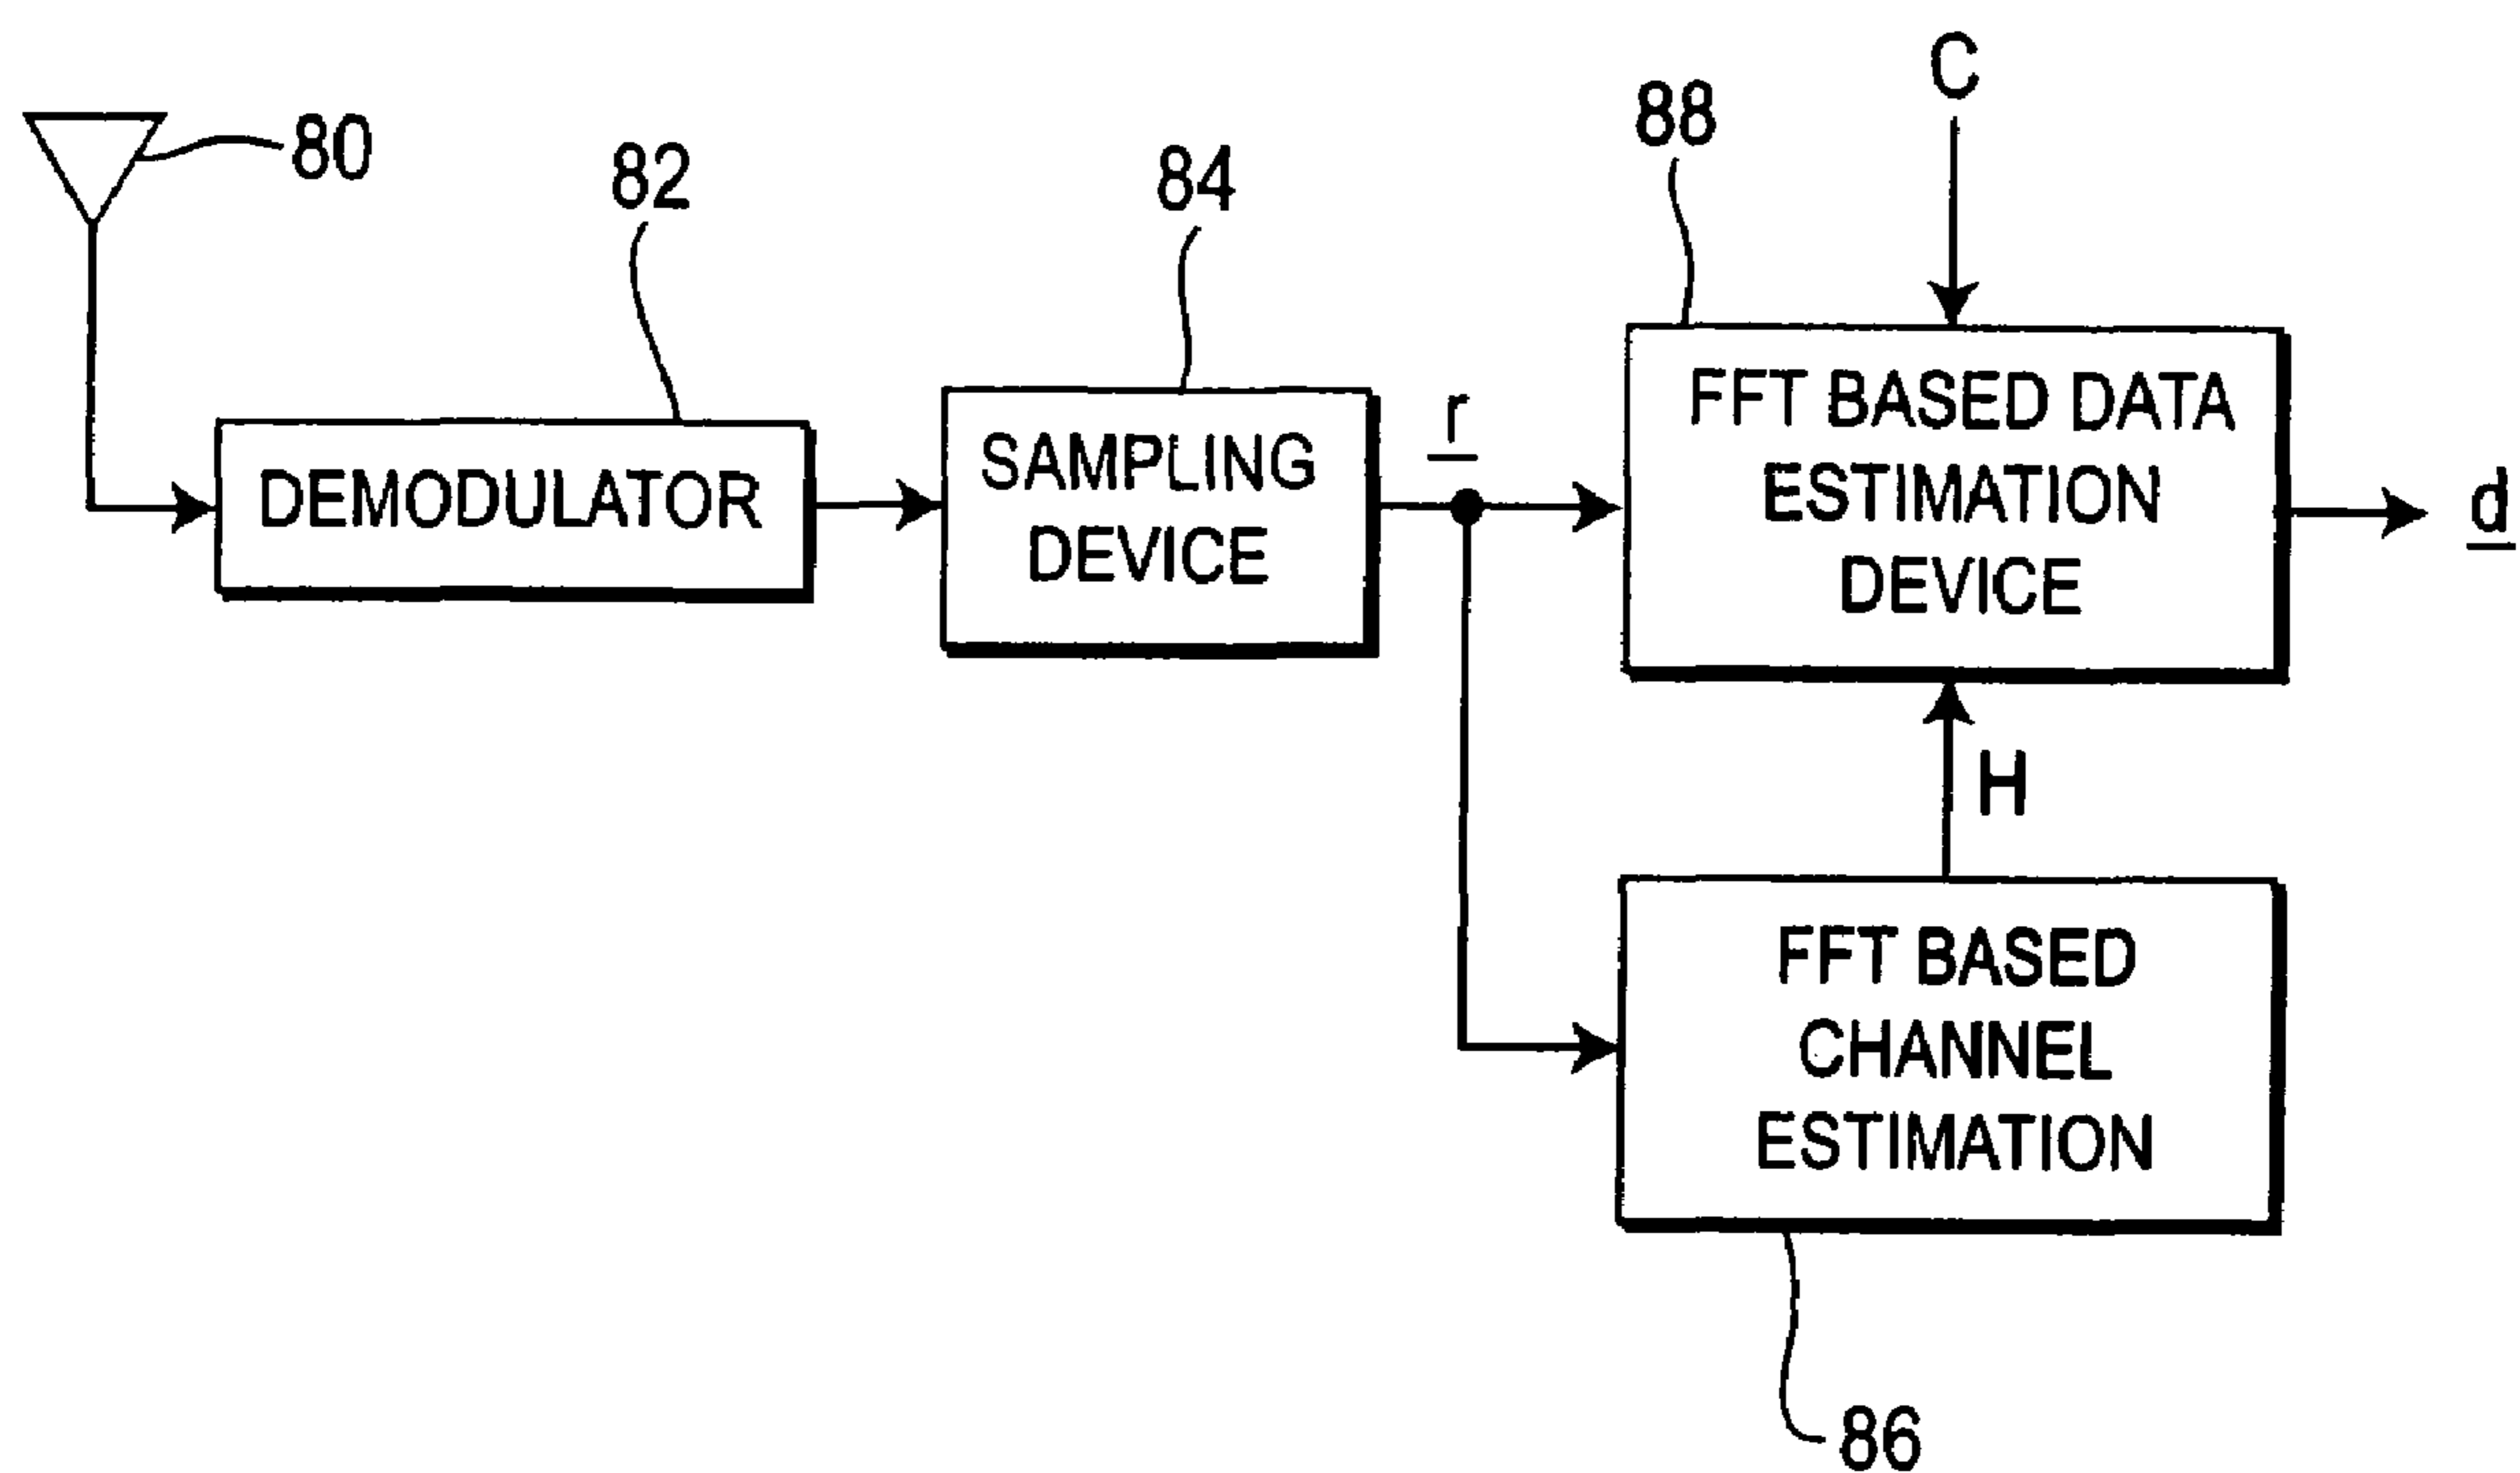 C
88
80
82
84
DEMODULATOR
SAMPLING
DEVICE
r
FFT BASED DATA
ESTIMATION
DEVICE
d
H
FFT BASED
CHANNEL
ESTIMATION
86